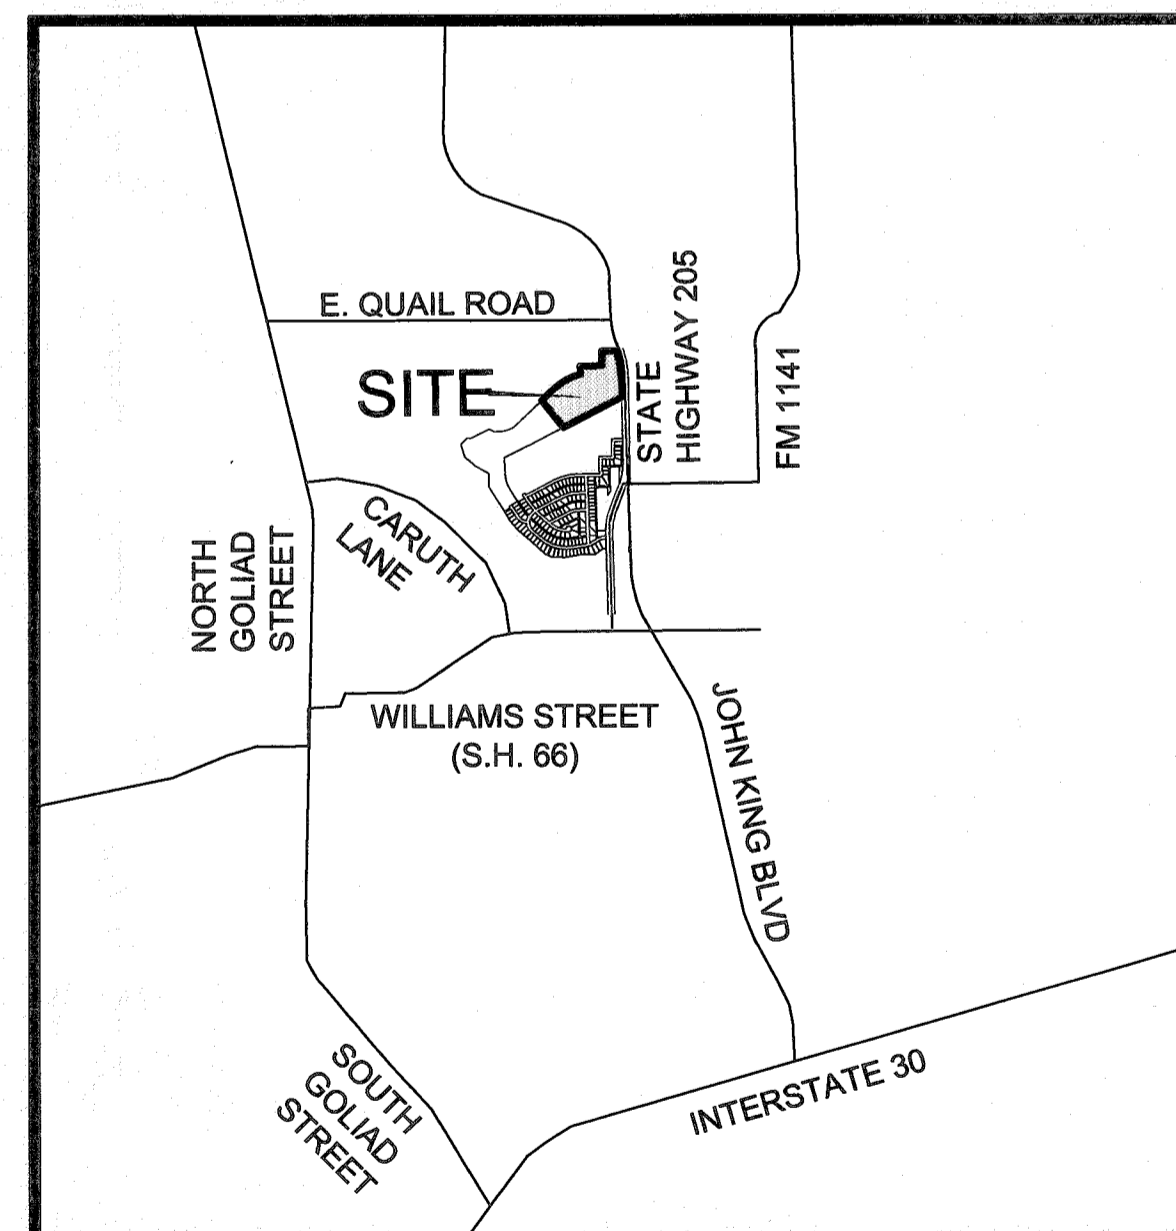 E. QUAIL ROAD
SITE
STATE
HIGHWAY 205
FM 1141
CARUTH
LANE
NORTH
GOLIAD
STREET
WILLIAMS STREET
(S.H. 66)
JOHN KING BLVD
SOUTH
GOLIAD
STREET
INTERSTATE 30